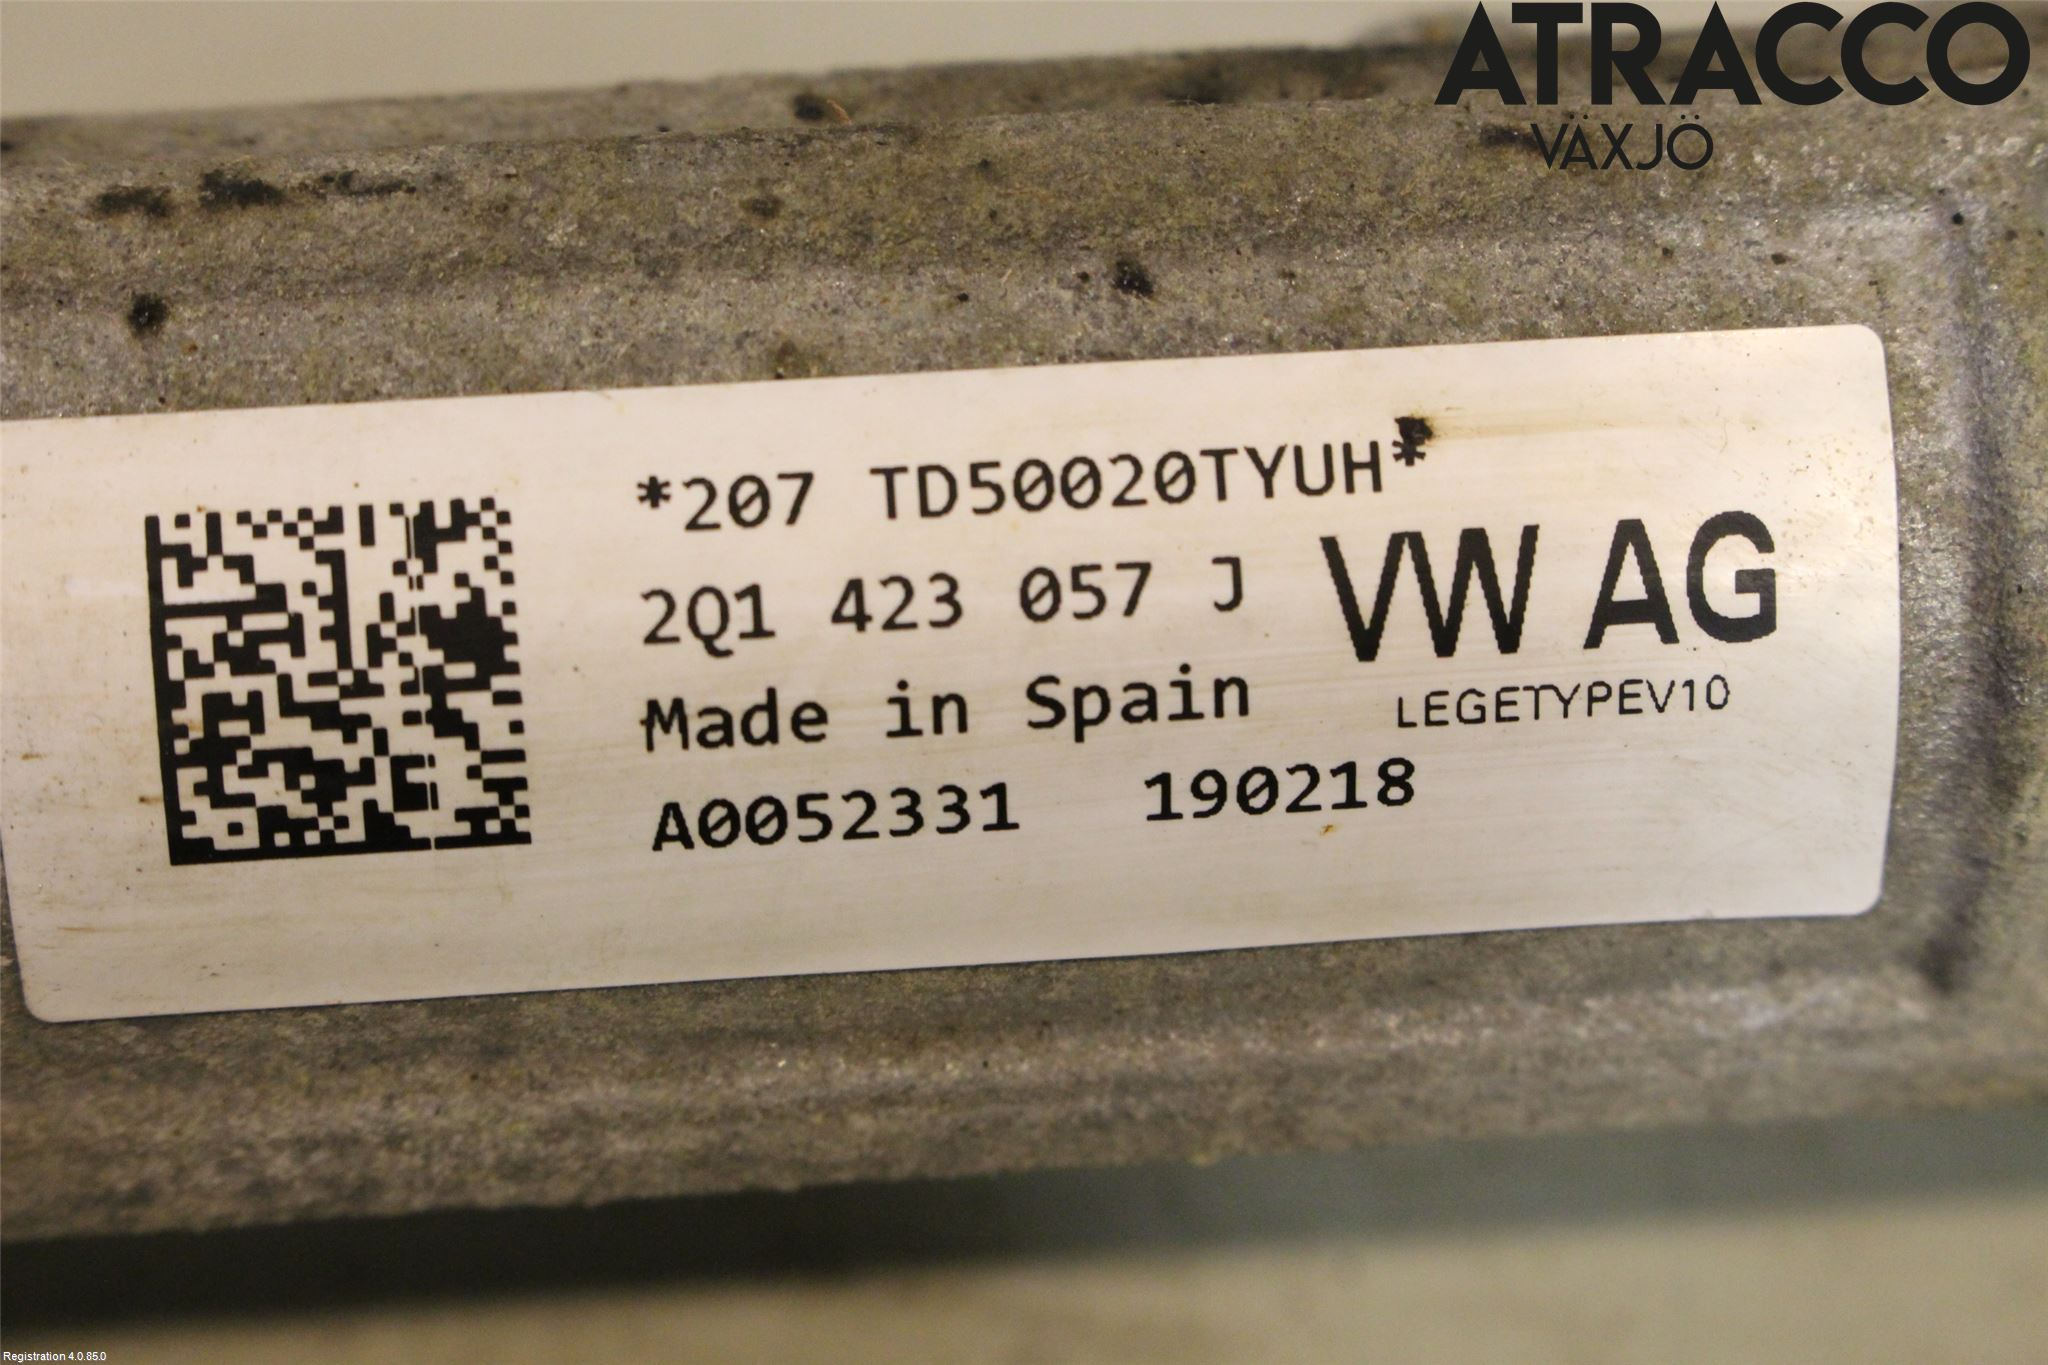 ATRACCO
VÄXJÖ
*207 TD50020TYUH*
2Q1 423 057 J
VW AG
Made in Spain
LEGETYPEV10
A0052331 190218
Registration 4.0.85.0